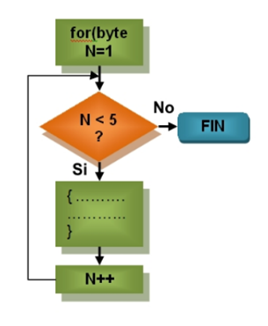 for(byte
N=1
N < 5
?
No
FIN
Si
{ ..........
.............
}
N++